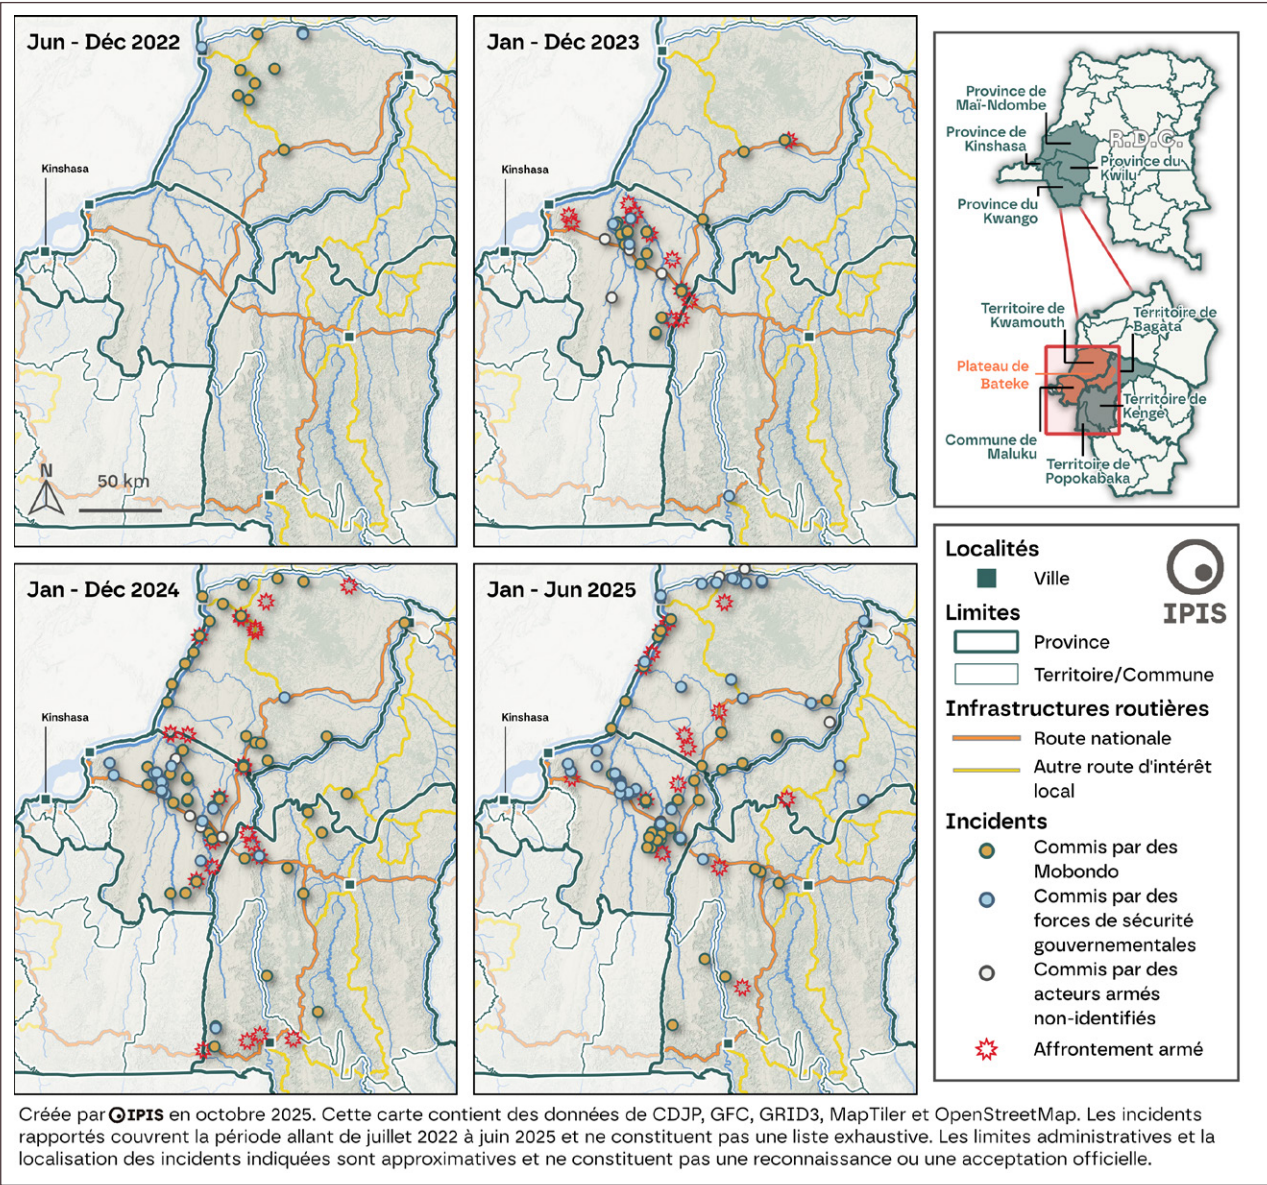 Jun - Déc 2022
Kinshasa
N
50 km
Jan - Déc 2023
Kinshasa
Jan - Déc 2024
Kinshasa
Jan - Jun 2025
Kinshasa
Province de
Maï-Ndombe
Province de
Kinshasa
R.D.C.
Province du
Kwilu
Province du
Kwango
Territoire de
Kwamouth
Territoire de
Bagata
Plateau de
Bateke
Territoire de
Kenge
Commune de
Maluku
Territoire de
Popokabaka
Localités
IPIS
Ville
Limites
Province
Territoire/Commune
Infrastructures routières
Route nationale
Autre route d'intérêt
local
Incidents
Commis par des
Mobondo
Commis par des
forces de sécurité
gouvernementales
Commis par des
acteurs armés
non-identifiés
Affrontement armé
Créée par IPIS en octobre 2025. Cette carte contient des données de CDJP, GFC, GRID3, MapTiler et OpenStreetMap. Les incidents
rapportés couvrent la période allant de juillet 2022 à juin 2025 et ne constituent pas une liste exhaustive. Les limites administratives et la
localisation des incidents indiquées sont approximatives et ne constituent pas une reconnaissance ou une acceptation officielle.